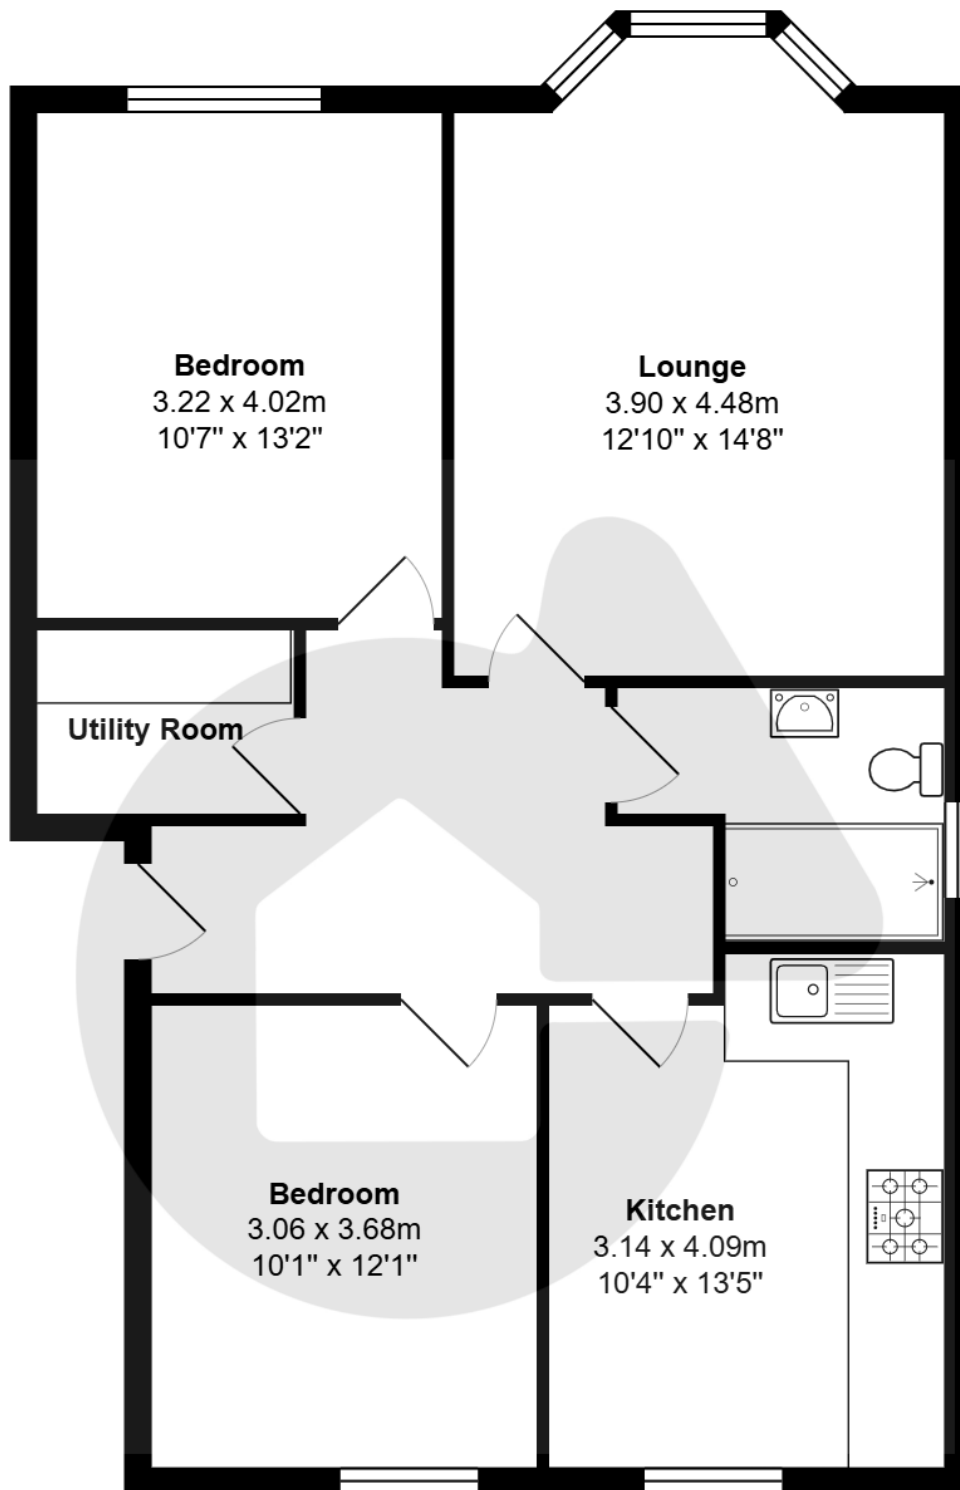 Bedroom
3.22 x 4.02m
10'7" x 13'2"
Lounge
3.90 x 4.48m
12'10" x 14'8"
Utility Room
Bedroom
3.06 x 3.68m
10'1" x 12'1"
Kitchen
3.14 x 4.09m
10'4" x 13'5"